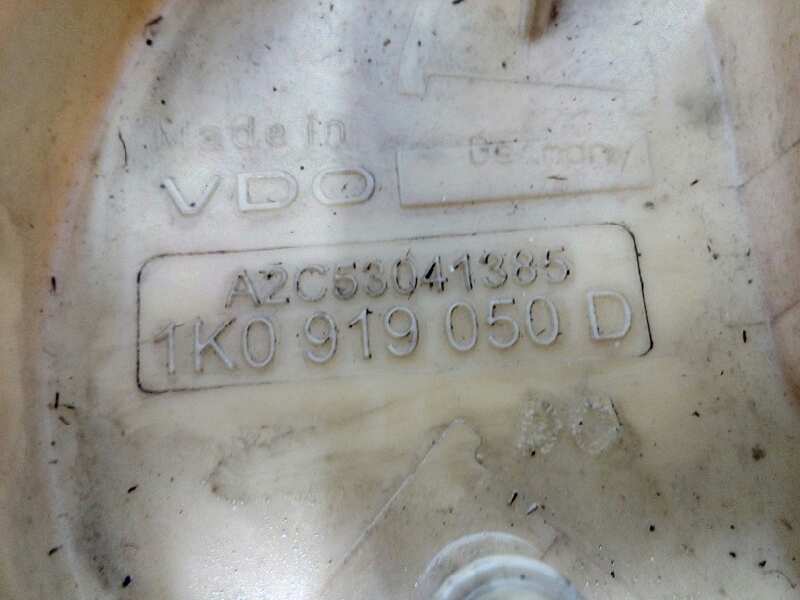 Made in
Germany
VDO
A2C53041385
1K0 919 050 D